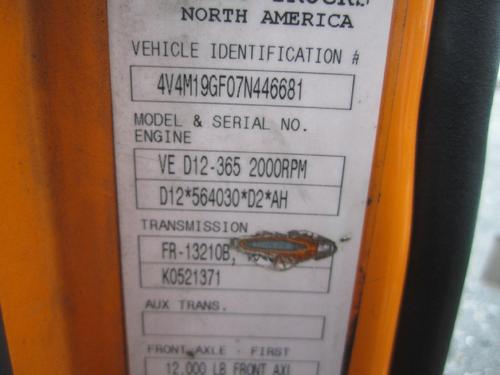 TRUCKS
NORTH AMERICA
VEHICLE IDENTIFICATION #
4V4M19GF07N446681
MODEL & SERIAL NO.
ENGINE
VE D12-365 2000RPM
D12*564030*D2*AH
TRANSMISSION
FR-13210B,
K0521371
AUX TRANS.
FRONT AXLE - FIRST
12,000 LB FRONT AXL